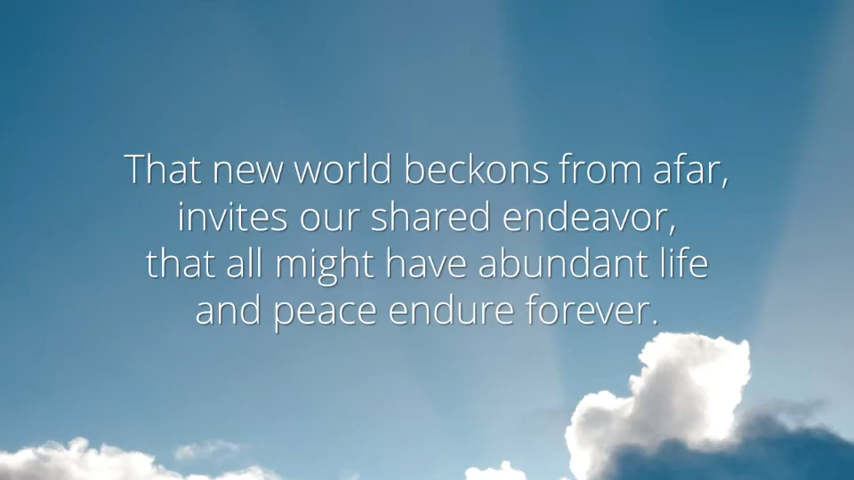 That new world beckons from afar,
invites our shared endeavor,
that all might have abundant life
and peace endure forever.